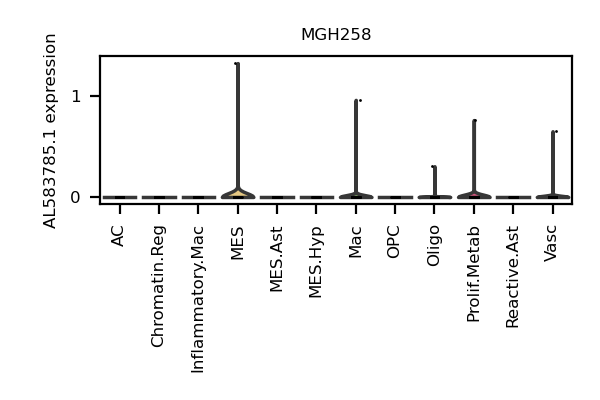 MGH258
AL583785.1 expression
1
0
AC
Chromatin.Reg
Inflammatory.Mac
MES
MES.Ast
MES.Hyp
Mac
OPC
Oligo
Prolif.Metab
Reactive.Ast
Vasc